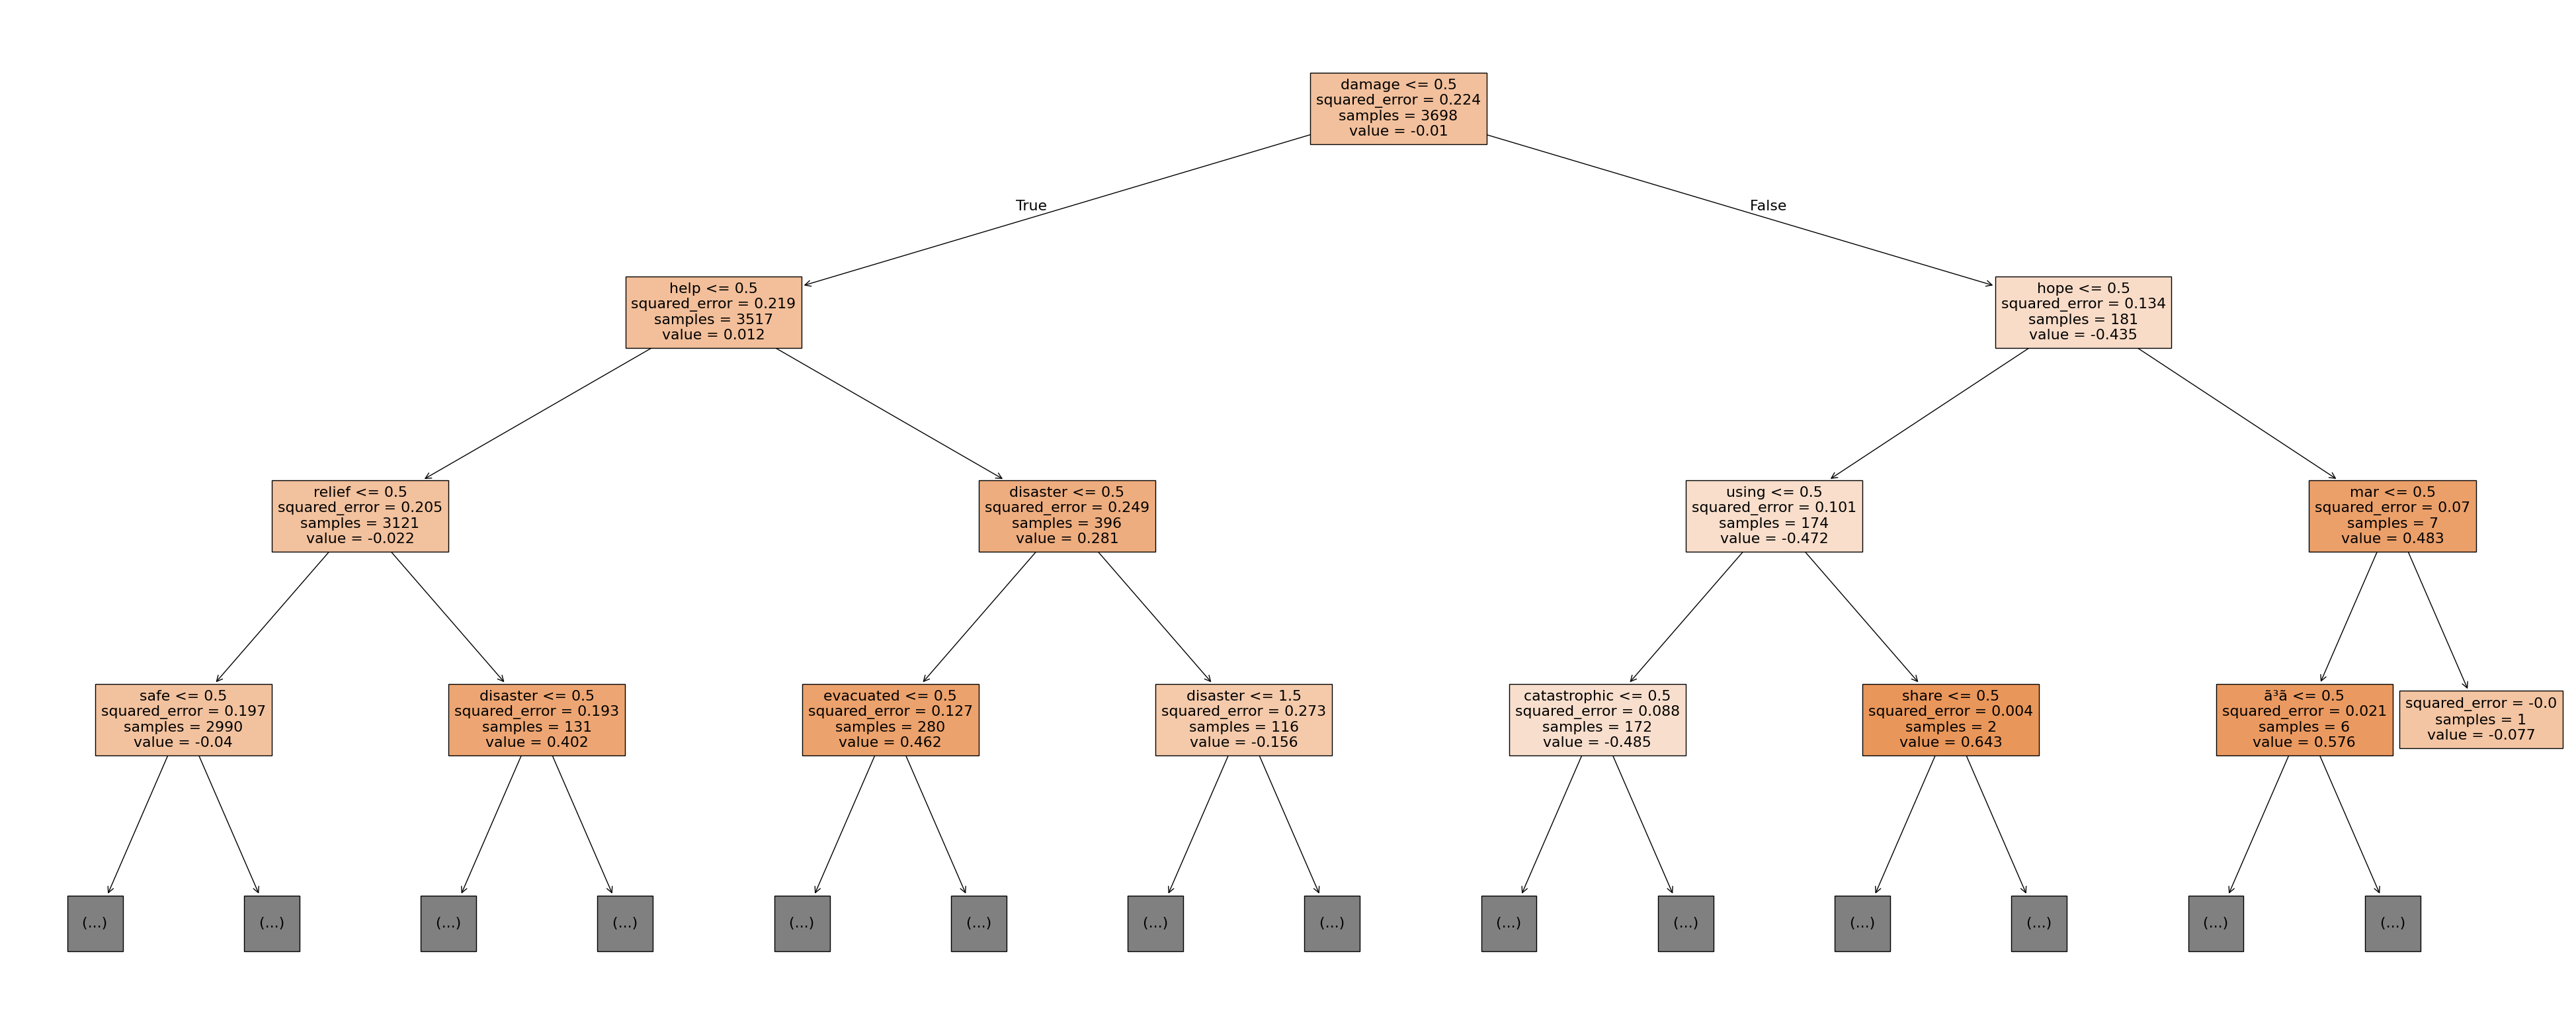 damage <= 0.5
squared_error = 0.224
samples = 3698
value = -0.01
True
False
help <= 0.5
squared_error = 0.219
samples = 3517
value = 0.012
hope <= 0.5
squared_error = 0.134
samples = 181
value = -0.435
relief <= 0.5
squared_error = 0.205
samples = 3121
value = -0.022
disaster <= 0.5
squared_error = 0.249
samples = 396
value = 0.281
using <= 0.5
squared_error = 0.101
samples = 174
value = -0.472
mar <= 0.5
squared_error = 0.07
samples = 7
value = 0.483
safe <= 0.5
squared_error = 0.197
samples = 2990
value = -0.04
disaster <= 0.5
squared_error = 0.193
samples = 131
value = 0.402
evacuated <= 0.5
squared_error = 0.127
samples = 280
value = 0.462
disaster <= 1.5
squared_error = 0.273
samples = 116
value = -0.156
catastrophic <= 0.5
squared_error = 0.088
samples = 172
value = -0.485
share <= 0.5
squared_error = 0.004
samples = 2
value = 0.643
ã³ã <= 0.5
squared_error = 0.021
samples = 6
value = 0.576
squared_error = -0.0
samples = 1
value = -0.077
(...)
(...)
(...)
(...)
(...)
(...)
(...)
(...)
(...)
(...)
(...)
(...)
(...)
(...)